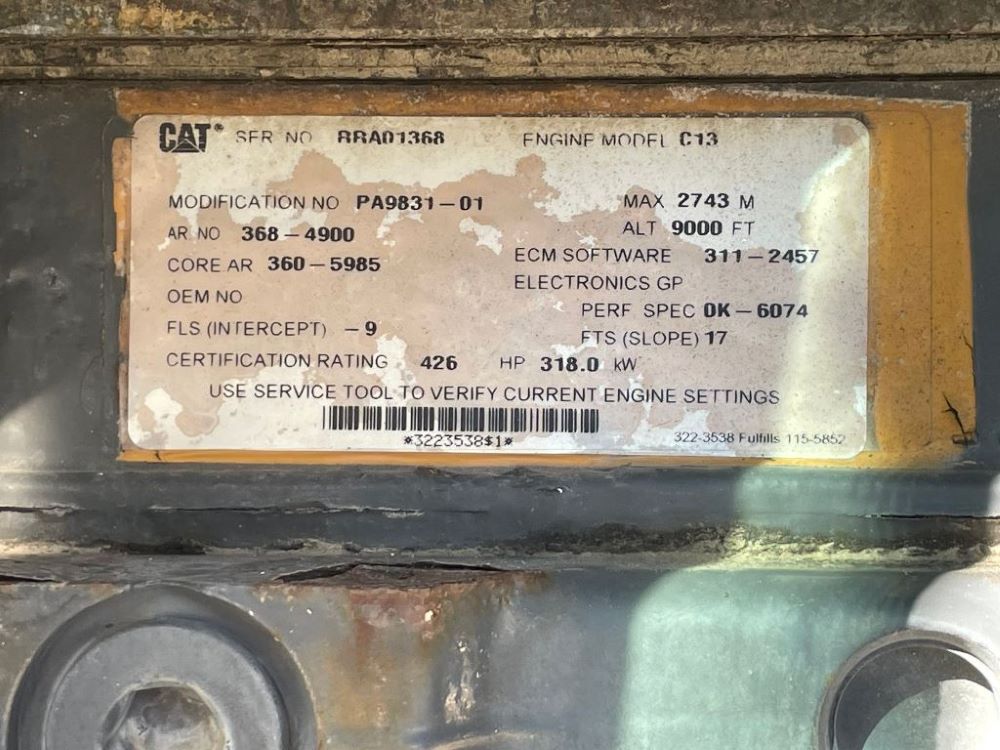 CAT® SER NO RRA01368 ENGINE MODEL C13
MODIFICATION NO PA9831-01 MAX 2743 M
AR NO 368-4900 ALT 9000 FT
CORE AR 360-5985 ECM SOFTWARE 311-2457
OEM NO ELECTRONICS GP
PERF SPEC 0K-6074
FLS (INTERCEPT) -9 FTS (SLOPE) 17
CERTIFICATION RATING 426 HP 318.0 kW
USE SERVICE TOOL TO VERIFY CURRENT ENGINE SETTINGS
*3223538$1* 322-3538 Fulfills 115-5852